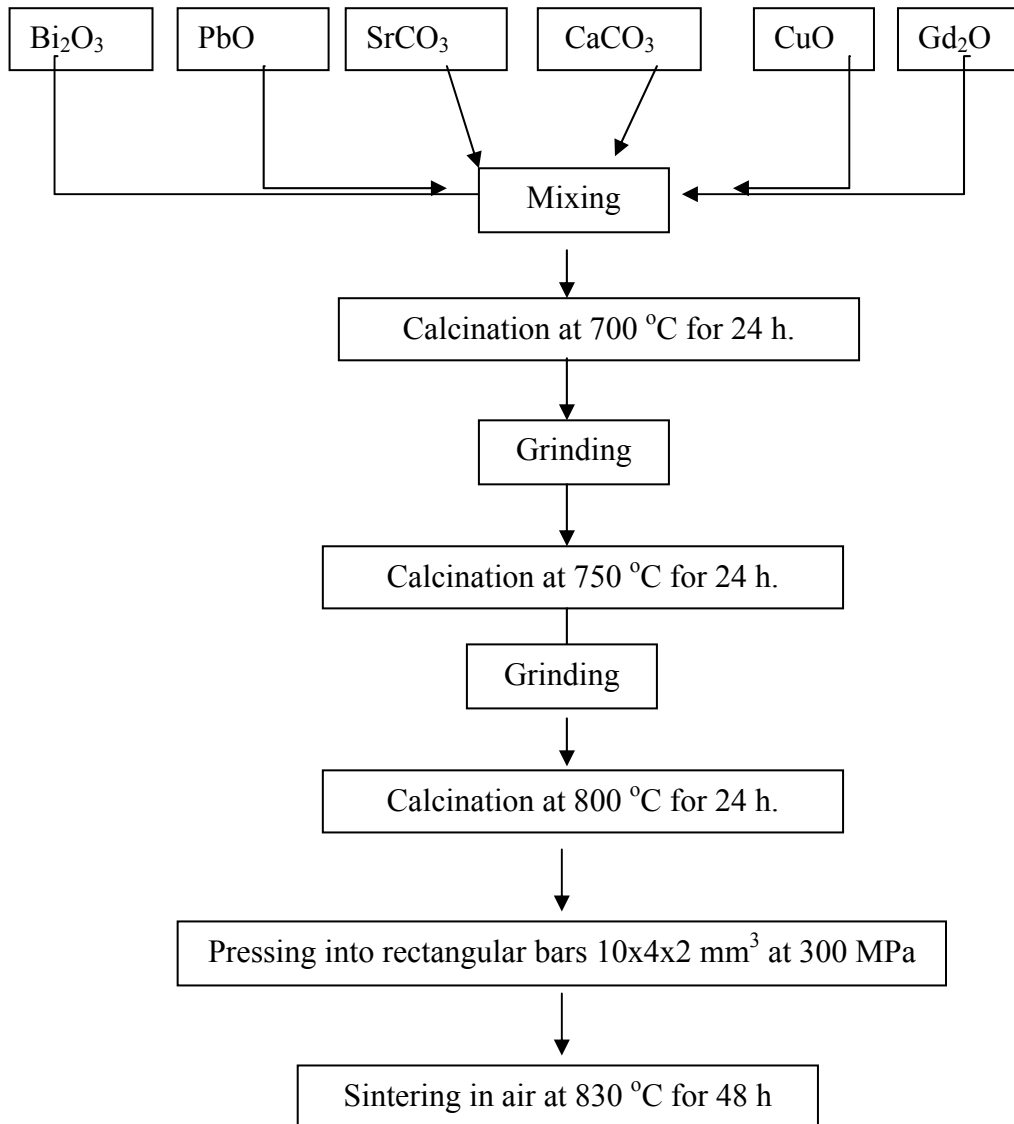 Bi₂O₃
PbO
SrCO₃
CaCO₃
CuO
Gd₂O
Mixing
Calcination at 700 °C for 24 h.
Grinding
Calcination at 750 °C for 24 h.
Grinding
Calcination at 800 °C for 24 h.
Pressing into rectangular bars 10x4x2 mm³ at 300 MPa
Sintering in air at 830 °C for 48 h